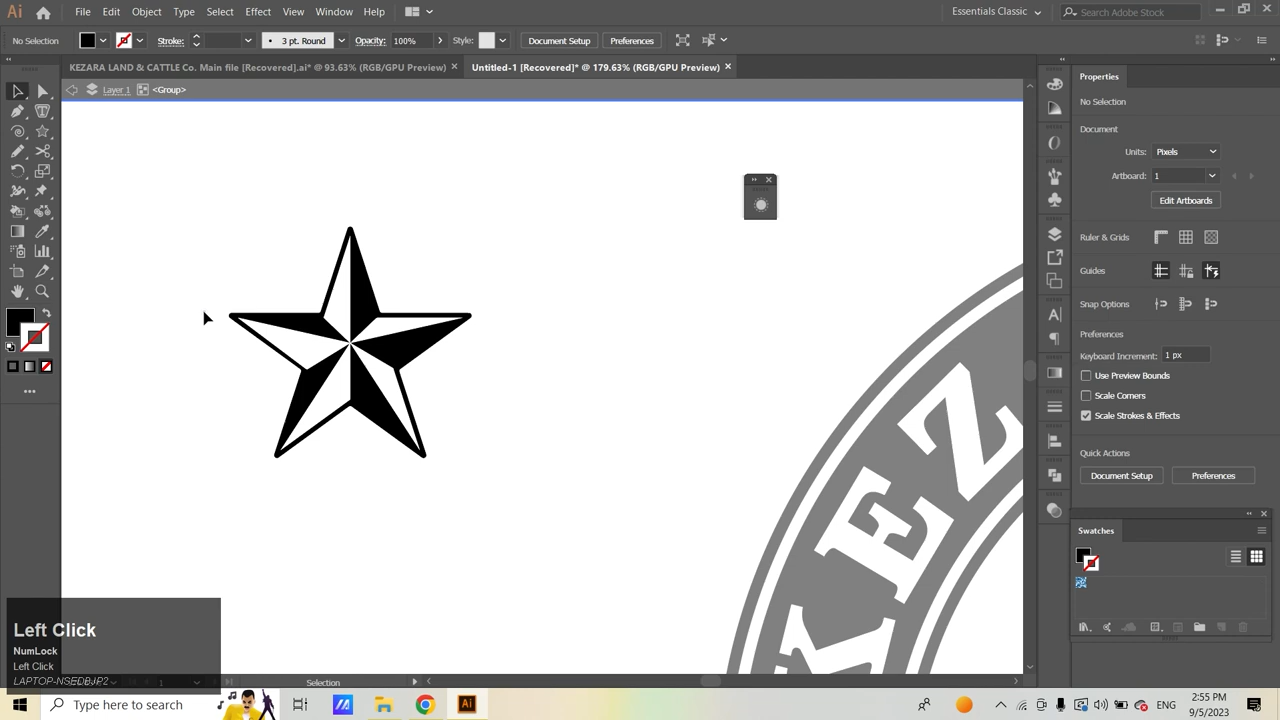 Ai File Edit Object Type Select Effect View Window Help Essentials Classic Search Adobe Stock
No Selection Stroke: 3 pt. Round Opacity: 100% Style: Document Setup Preferences
KEZARA LAND & CATTLE Co. Main file [Recovered].ai* @ 93.63% (RGB/GPU Preview) × Untitled-1 [Recovered]* @ 179.63% (RGB/GPU Preview) ×
Layer 1 <Group>
Properties
No Selection
Document
Units: Pixels
Artboard: 1
Edit Artboards
Ruler & Grids
Guides
Snap Options
Preferences
Keyboard Increment: 1 px
Use Preview Bounds
Scale Corners
Scale Strokes & Effects
Quick Actions
Document Setup Preferences
Swatches
KEZ
Left Click
NumLock
Left Click
LAPTOP-NSEDBJP2
1 Selection
Type here to search
2:55 PM
9/5/2023